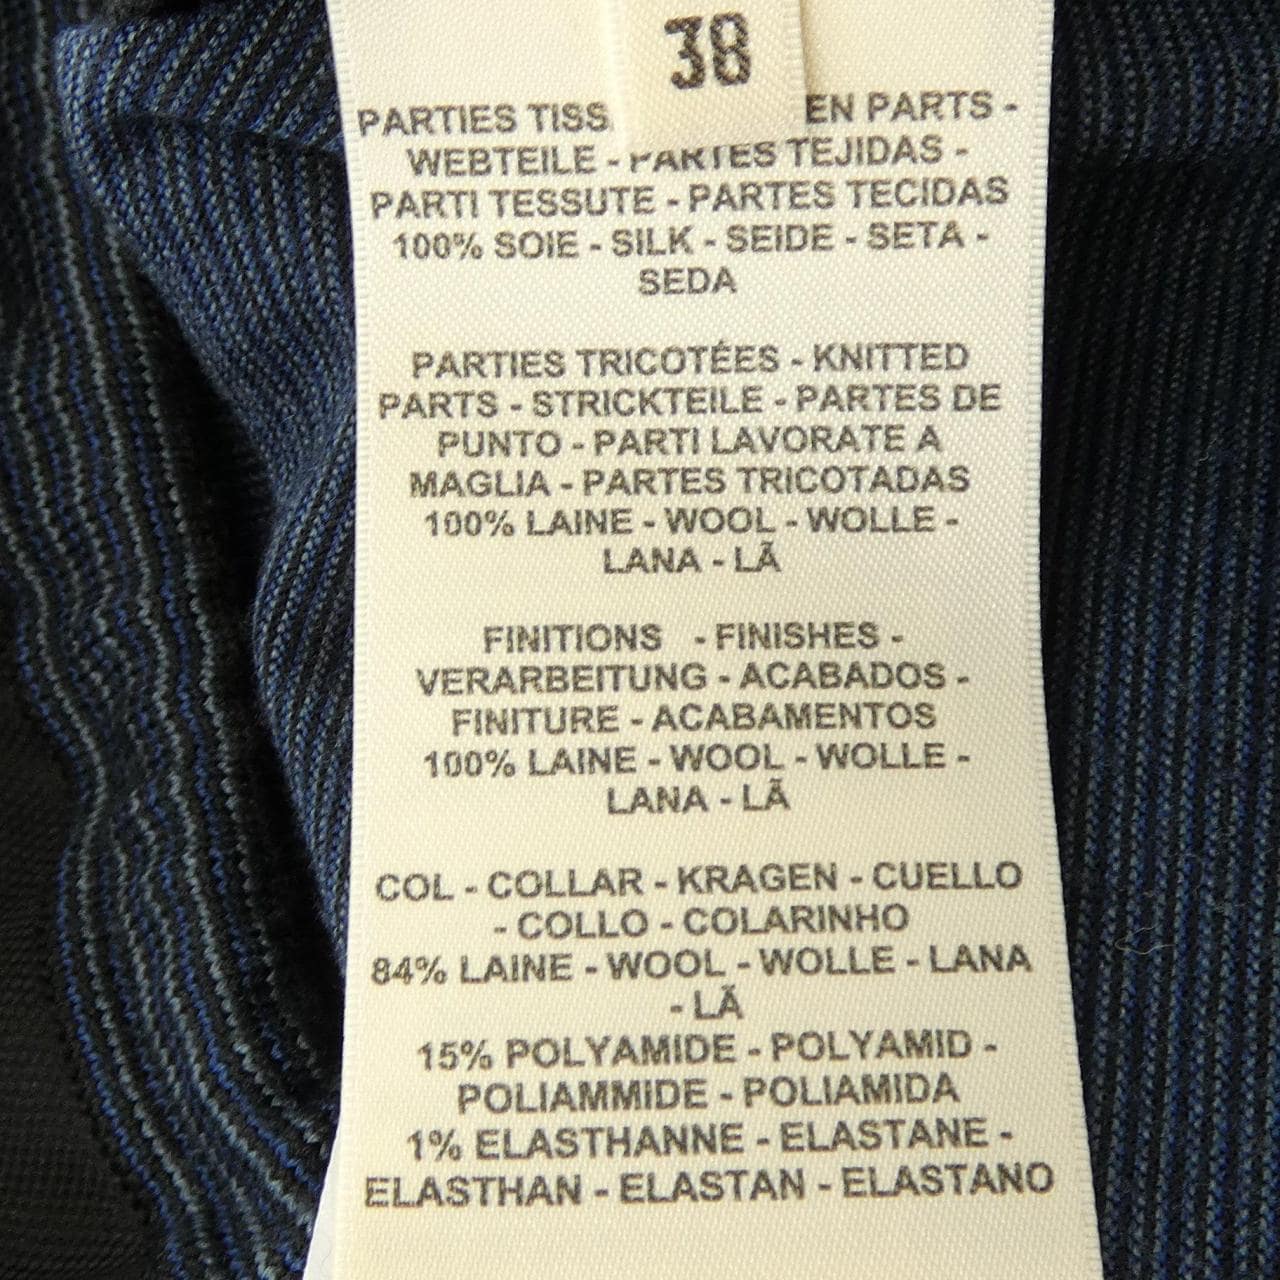 38
PARTIES TISS EN PARTS -
WEBTEILE - PARTES TEJIDAS -
PARTI TESSUTE - PARTES TECIDAS
100% SOIE - SILK - SEIDE - SETA -
SEDA
PARTIES TRICOTÉES - KNITTED
PARTS - STRICKTEILE - PARTES DE
PUNTO - PARTI LAVORATE A
MAGLIA - PARTES TRICOTADAS
100% LAINE - WOOL - WOLLE -
LANA - LÃ
FINITIONS - FINISHES -
VERARBEITUNG - ACABADOS -
FINITURE - ACABAMENTOS
100% LAINE - WOOL - WOLLE -
LANA - LÃ
COL - COLLAR - KRAGEN - CUELLO
- COLLO - COLARINHO
84% LAINE - WOOL - WOLLE - LANA
- LÃ
15% POLYAMIDE - POLYAMID -
POLIAMMIDE - POLIAMIDA
1% ELASTHANNE - ELASTANE -
ELASTHAN - ELASTAN - ELASTANO